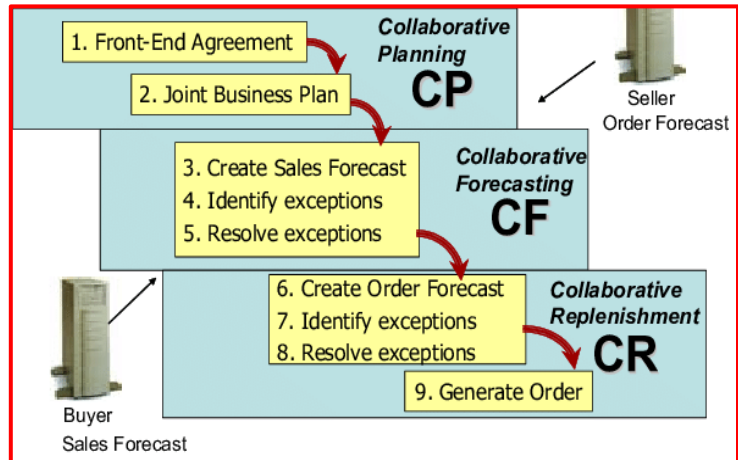 1. Front-End Agreement
Collaborative
Planning
CP
2. Joint Business Plan
Seller
Order Forecast
3. Create Sales Forecast
4. Identify exceptions
5. Resolve exceptions
Collaborative
Forecasting
CF
6. Create Order Forecast
7. Identify exceptions
8. Resolve exceptions
Collaborative
Replenishment
CR
9. Generate Order
Buyer
Sales Forecast